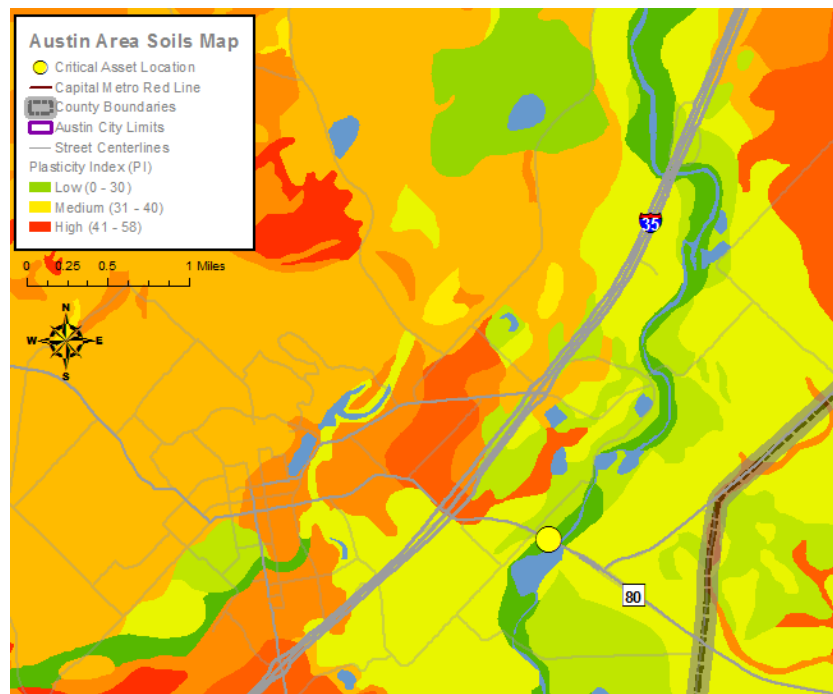 Austin Area Soils Map
Critical Asset Location
Capital Metro Red Line
County Boundaries
Austin City Limits
Street Centerlines
Plasticity Index (PI)
Low (0 - 30)
Medium (31 - 40)
High (41 - 58)
0 0.25 0.5 1 Miles
N
W E
S
35
80